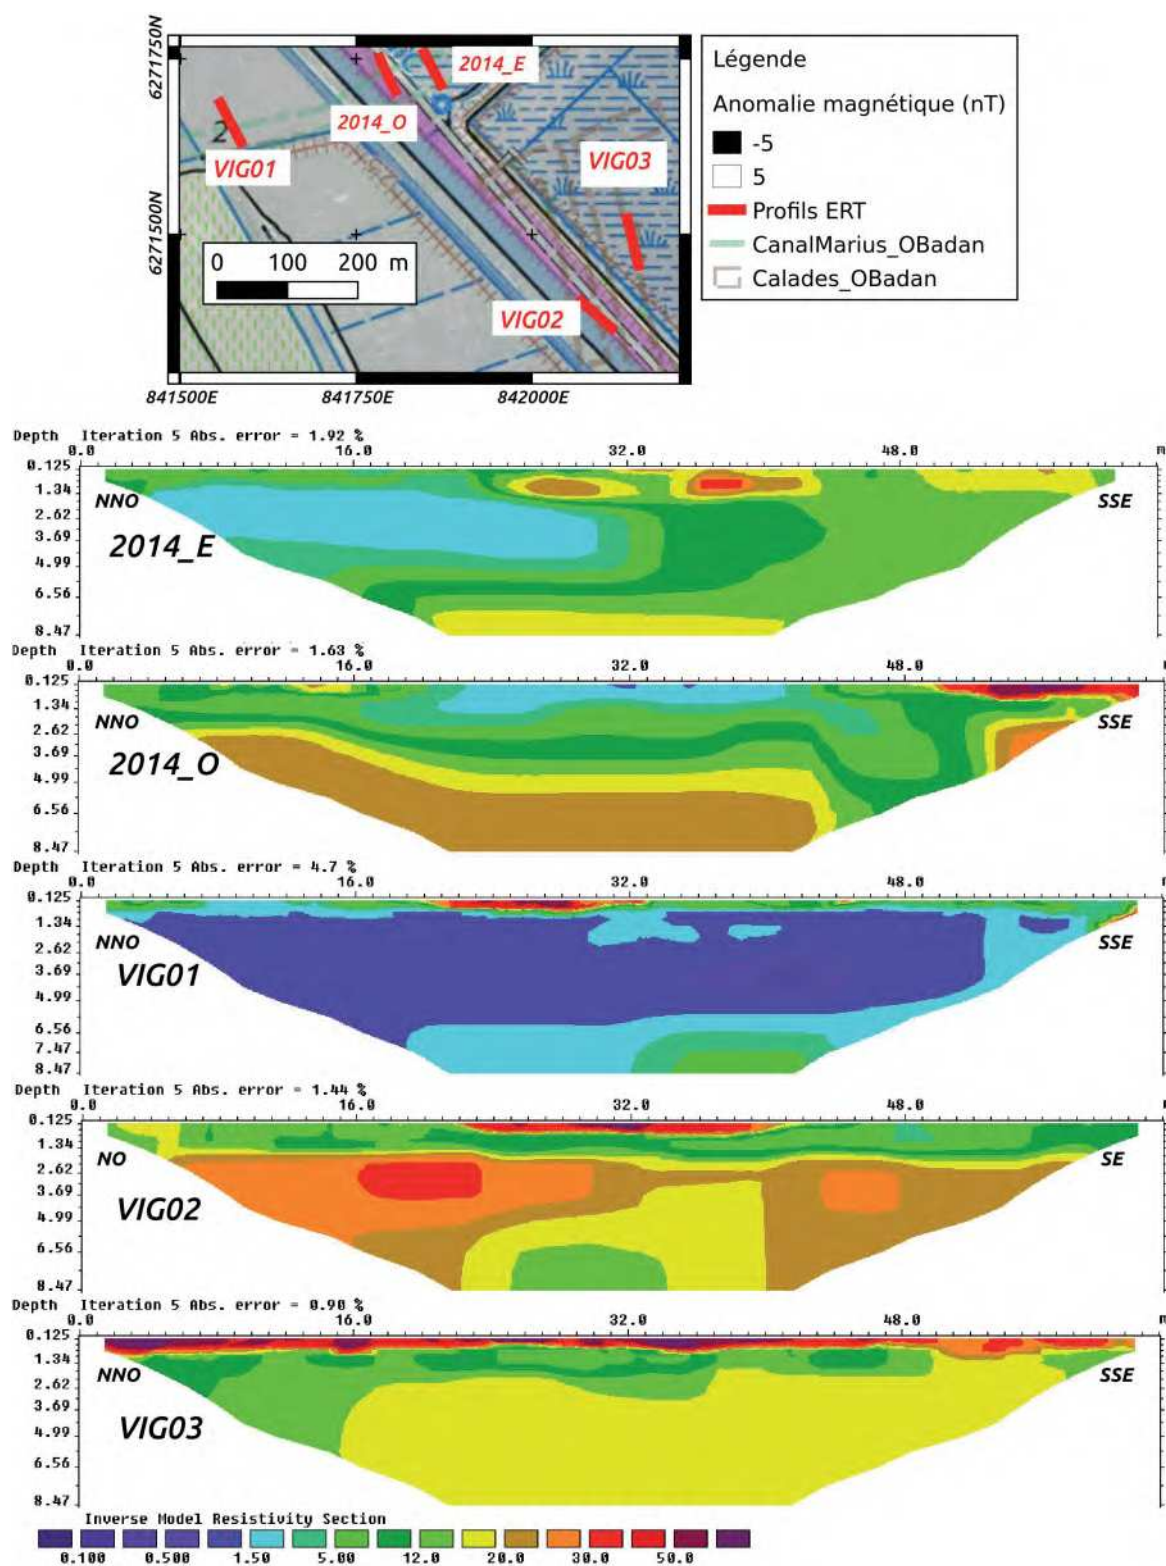 6271750N
6271500N
2014_E
2014_O
2
VIG01
VIG03
VIG02
0 100 200 m
841500E 841750E 842000E
Légende
Anomalie magnétique (nT)
-5
5
Profils ERT
CanalMarius_OBadan
Calades_OBadan
Depth Iteration 5 Abs. error = 1.92 %
0.0 16.0 32.0 48.0 m
0.125
1.34
2.62
3.69
4.99
6.56
8.47
NNO
SSE
2014_E
Depth Iteration 5 Abs. error = 1.63 %
0.0 16.0 32.0 48.0
0.125
1.34
2.62
3.69
4.99
6.56
8.47
NNO
SSE
2014_O
Depth Iteration 5 Abs. error = 4.7 %
0.0 16.0 32.0 48.0 m
0.125
1.34
2.62
3.69
4.99
6.56
7.47
8.47
NNO
SSE
VIG01
Depth Iteration 5 Abs. error = 1.44 %
0.0 16.0 32.0 48.0 m
0.125
1.34
2.62
3.69
4.99
6.56
8.47
NO
SE
VIG02
Depth Iteration 5 Abs. error = 0.90 %
0.0 16.0 32.0 48.0 m
0.125
1.34
2.62
3.69
4.99
6.56
8.47
NNO
SSE
VIG03
Inverse Model Resistivity Section
0.100 0.500 1.50 5.00 12.0 20.0 30.0 50.0